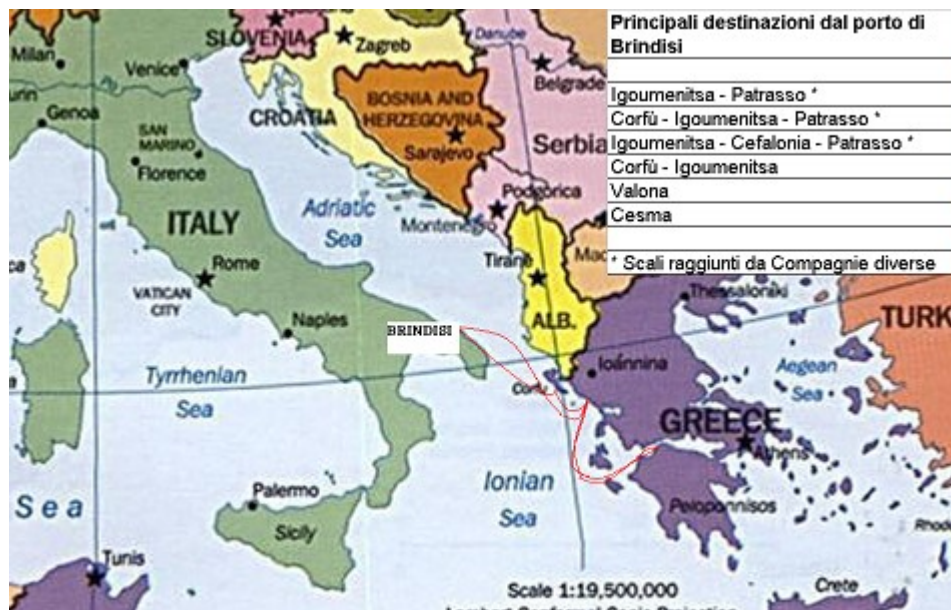 Principali destinazioni dal porto di
Brindisi
Igoumenitsa - Patrasso *
Corfù - Igoumenitsa - Patrasso *
Igoumenitsa - Cefalonia - Patrasso *
Corfù - Igoumenitsa
Valona
Cesma
* Scali raggiunti da Compagnie diverse
SLOVENIA
Zagreb
Danube
Milan
Venice
Belgrade
Genoa
CROATIA
BOSNIA AND
HERZEGOVINA
SAN
MARINO
Sarajevo
Serbia
Florence
Podgorica
ITALY
Adriatic
Sea
Montenegro
Rome
Tirane
VATICAN
CITY
Thessaloniki
Naples
BRINDISI
ALB.
TURK
Ioánnina
Tyrrhenian
Sea
Corfu
Aegean
Sea
GREECE
Athens
Ionian
Sea
Palermo
Peloponnisos
Sea
Sicily
Tunis
Crete
Scale 1:19,500,000